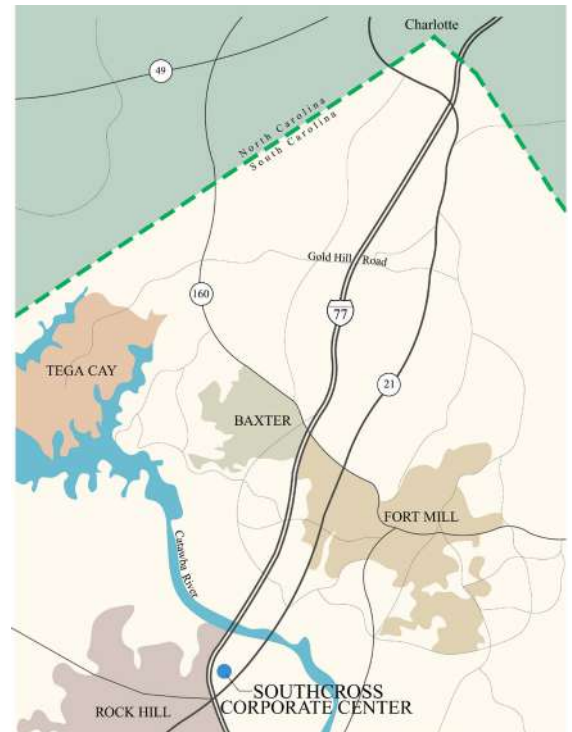 Charlotte
49
North Carolina
South Carolina
Gold Hill Road
160
77
TEGA CAY
21
BAXTER
FORT MILL
Catawba River
SOUTHCROSS
CORPORATE CENTER
ROCK HILL